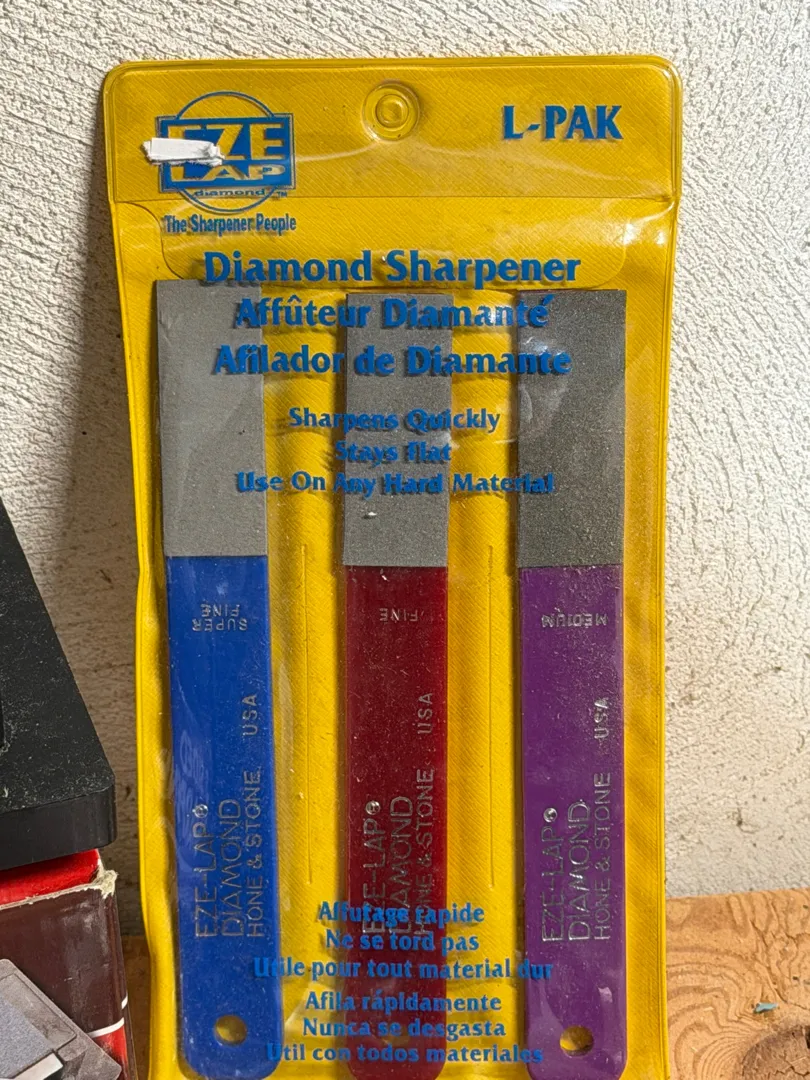 EZE
LAP
diamond™
The Sharpener People
L-PAK
Diamond Sharpener
Affûteur Diamanté
Afilador de Diamante
Sharpens Quickly
Stays Flat
Use On Any Hard Material
SUPER
FINE
USA
EZE-LAP®
DIAMOND
HONE & STONE
FINE
USA
EZE-LAP®
DIAMOND
HONE & STONE
MEDIUM
USA
EZE-LAP®
DIAMOND
HONE & STONE
Affutage rapide
Ne se tord pas
Utile pour tout material dur
Afila rápidamente
Nunca se desgasta
Util con todos materiales